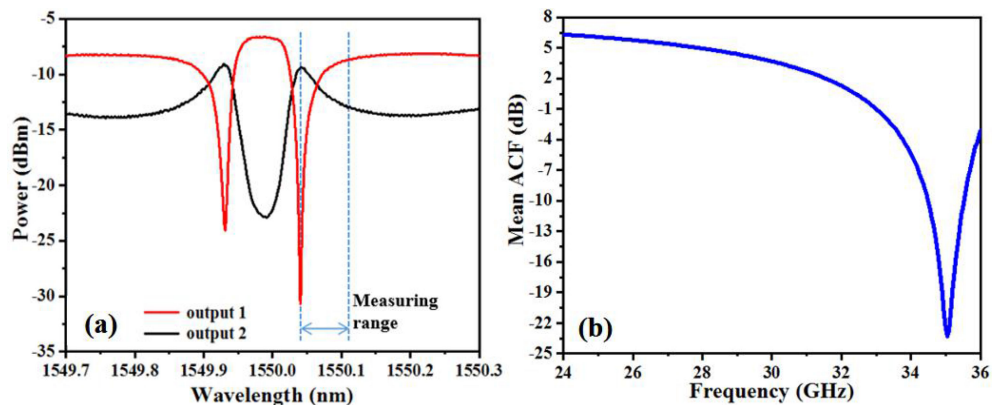 -5
-10
-15
-20
-25
-30
-35
Power (dBm)
(a)
output 1
output 2
Measuring
range
1549.7 1549.8 1549.9 1550.0 1550.1 1550.2 1550.3
Wavelength (nm)
8
5
2
-1
-4
-7
-10
-13
-16
-19
-22
-25
Mean ACF (dB)
(b)
24 26 28 30 32 34 36
Frequency (GHz)